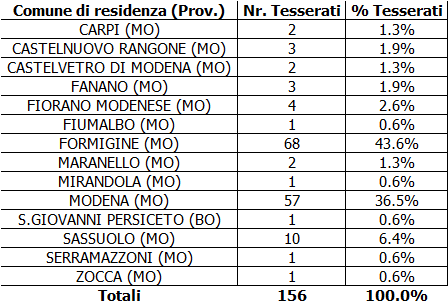 Comune di residenza (Prov.) Nr. Tesserati % Tesserati
CARPI (MO) 2 1.3%
CASTELNUOVO RANGONE (MO) 3 1.9%
CASTELVETRO DI MODENA (MO) 2 1.3%
FANANO (MO) 3 1.9%
FIORANO MODENESE (MO) 4 2.6%
FIUMALBO (MO) 1 0.6%
FORMIGINE (MO) 68 43.6%
MARANELLO (MO) 2 1.3%
MIRANDOLA (MO) 1 0.6%
MODENA (MO) 57 36.5%
S.GIOVANNI PERSICETO (BO) 1 0.6%
SASSUOLO (MO) 10 6.4%
SERRAMAZZONI (MO) 1 0.6%
ZOCCA (MO) 1 0.6%
Totali 156 100.0%